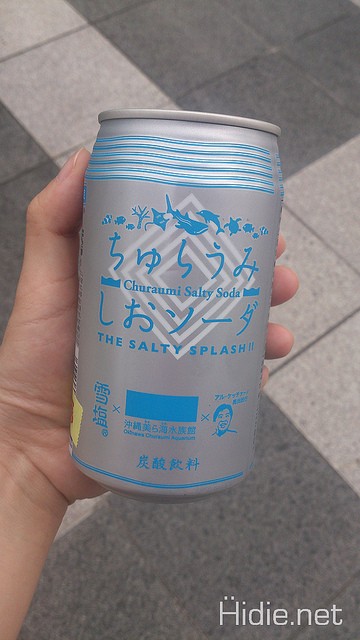 ちゅらうみ
Churaumi Salty Soda
しおソーダ
THE SALTY SPLASH!!
雪塩® × 沖縄美ら海水族館 ×
Okinawa Churaumi Aquarium
炭酸飲料
Hidie.net